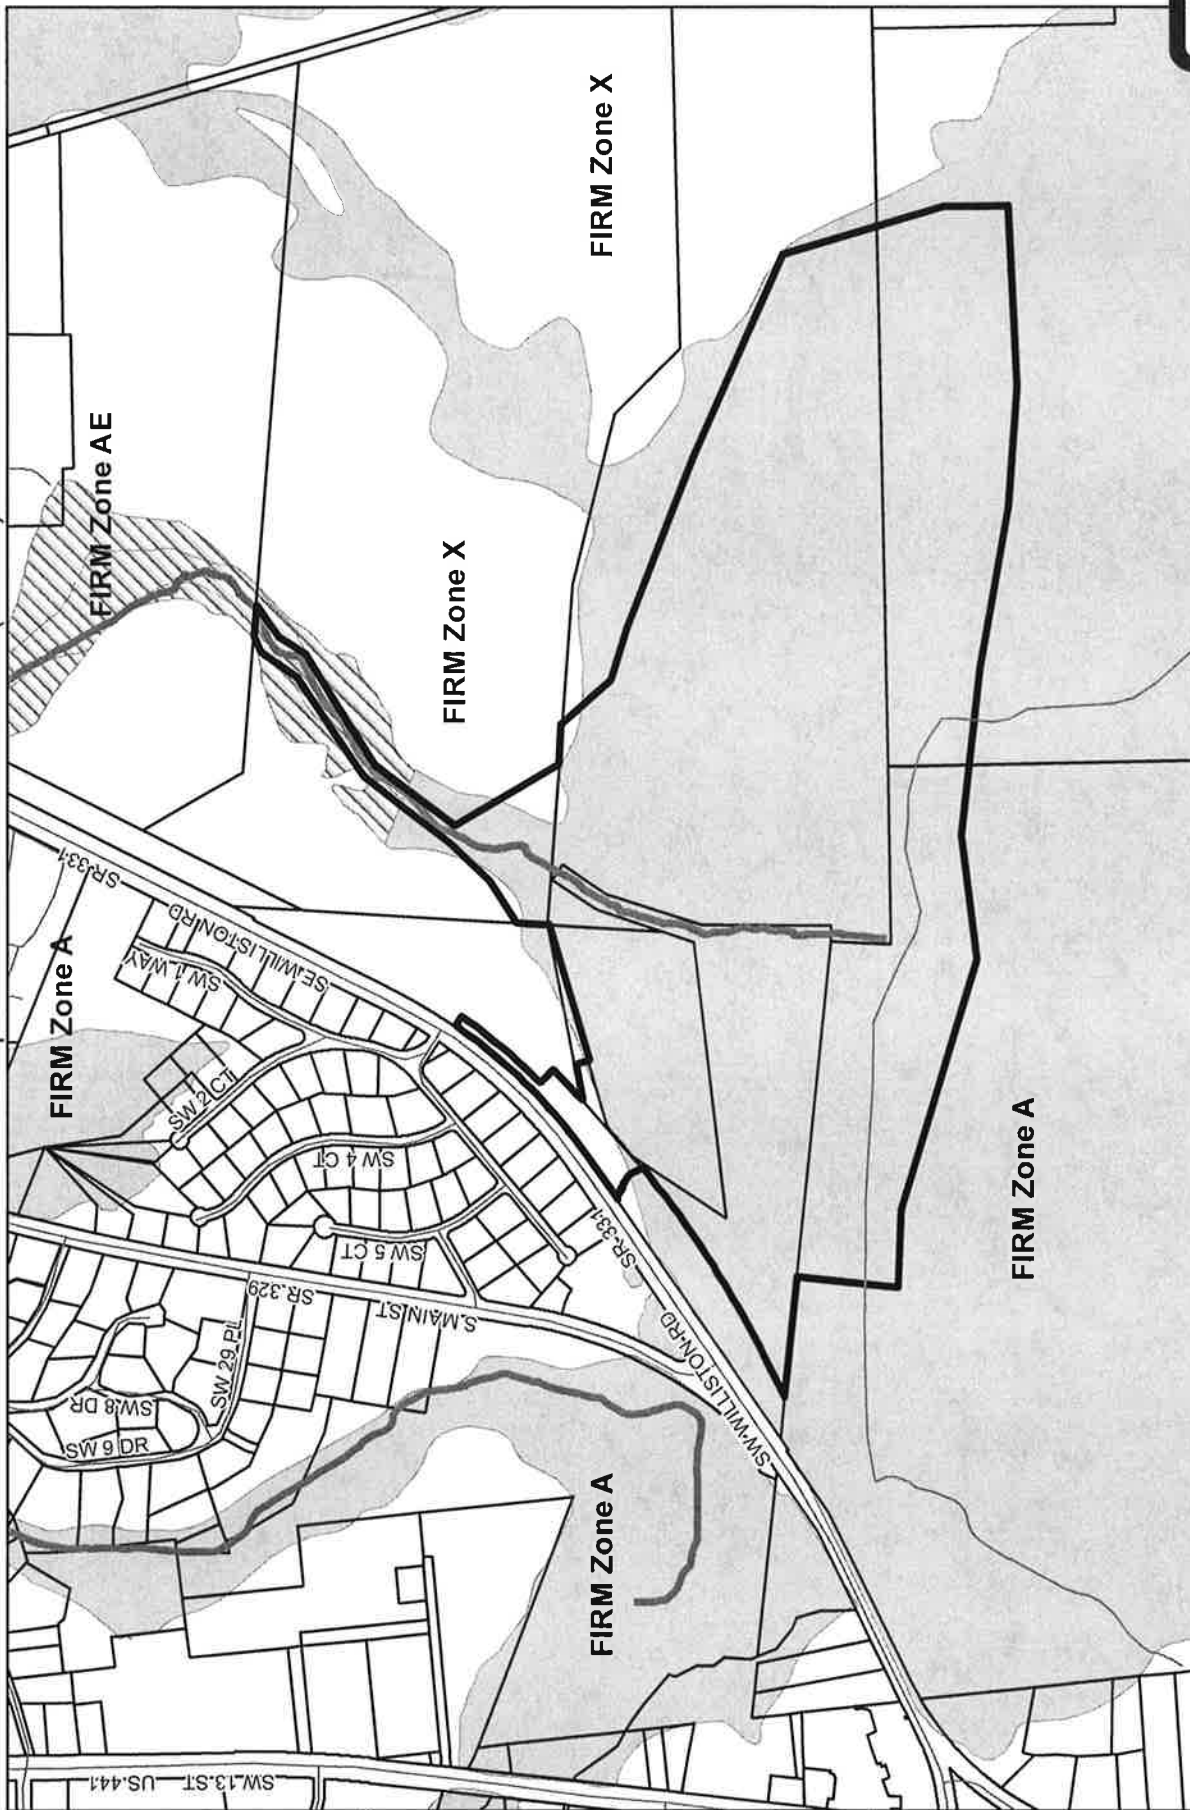 FIRM Zone A
FIRM Zone AE
FIRM Zone X
FIRM Zone X
FIRM Zone A
FIRM Zone A
US 441
SW 13 ST
SW 6 DR
SW 8 DR
SW 29 PL
SR 329
S MAIN ST
SW 5 CT
SW 4 CT
SW 2 CT
SW 1 WAY
SE WILLISTON RD
SR 331
SR 331
SW WILLISTON RD